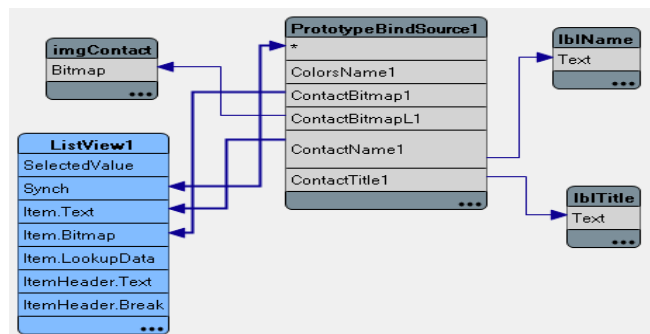 imgContact
Bitmap
...
PrototypeBindSource1
*
ColorsName1
ContactBitmap1
ContactBitmapL1
ContactName1
ContactTitle1
...
lblName
Text
...
ListView1
SelectedValue
Synch
Item.Text
Item.Bitmap
Item.LookupData
ItemHeader.Text
ItemHeader.Break
...
lblTitle
Text
...